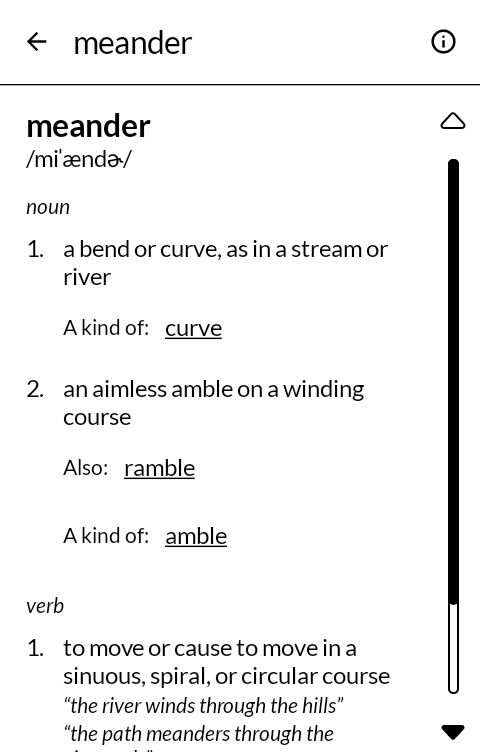 meander
meander
/miˈændɚ/
noun
1. a bend or curve, as in a stream or
river
A kind of: curve
2. an aimless amble on a winding
course
Also: ramble
A kind of: amble
verb
1. to move or cause to move in a
sinuous, spiral, or circular course
“the river winds through the hills”
“the path meanders through the